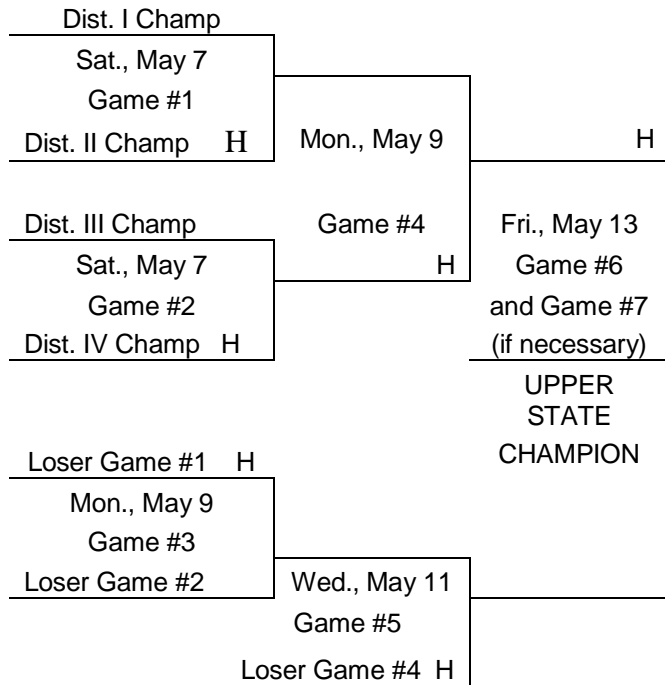 Dist. I Champ
Sat., May 7
Game #1
Dist. II Champ H
Mon., May 9
H
Dist. III Champ
Game #4
Fri., May 13
Sat., May 7
H
Game #6
Game #2
and Game #7
Dist. IV Champ H
(if necessary)
UPPER
STATE
CHAMPION
Loser Game #1 H
Mon., May 9
Game #3
Loser Game #2
Wed., May 11
Game #5
Loser Game #4 H